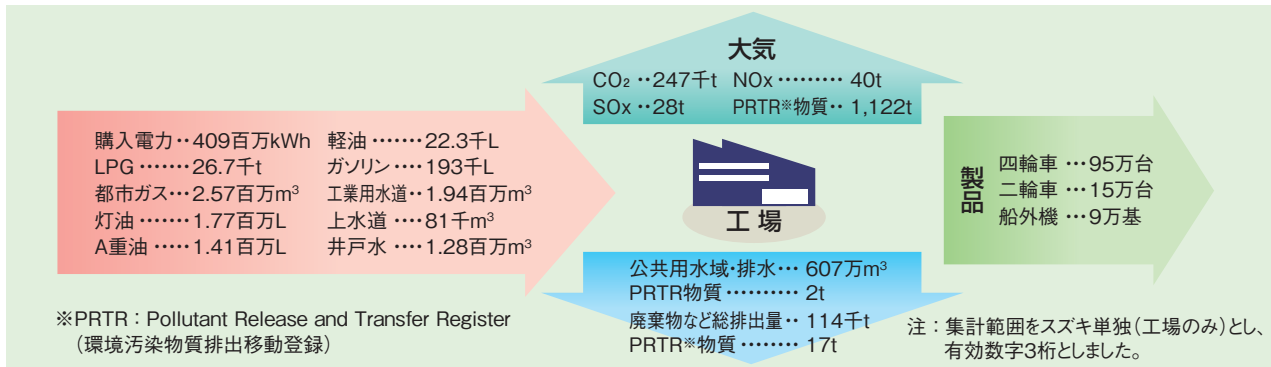 大気
CO₂ ‥247千t NOx ……… 40t
SOx ‥28t PRTR※物質‥ 1,122t
購入電力‥409百万kWh 軽油 ……‥22.3千L
LPG ……‥26.7千t ガソリン ‥‥193千L
都市ガス…2.57百万m³ 工業用水道‥1.94百万m³
灯油 ……‥1.77百万L 上水道 ‥‥81千m³
A重油 ‥‥‥1.41百万L 井戸水 ‥‥1.28百万m³
工場
製品
四輪車 …95万台
二輪車 …15万台
船外機 …9万基
公共用水域・排水… 607万m³
PRTR物質 ………‥ 2t
廃棄物など総排出量‥ 114千t
PRTR※物質 ……‥ 17t
※PRTR : Pollutant Release and Transfer Register
(環境汚染物質排出移動登録)
注：集計範囲をスズキ単独(工場のみ)とし、
有効数字3桁としました。